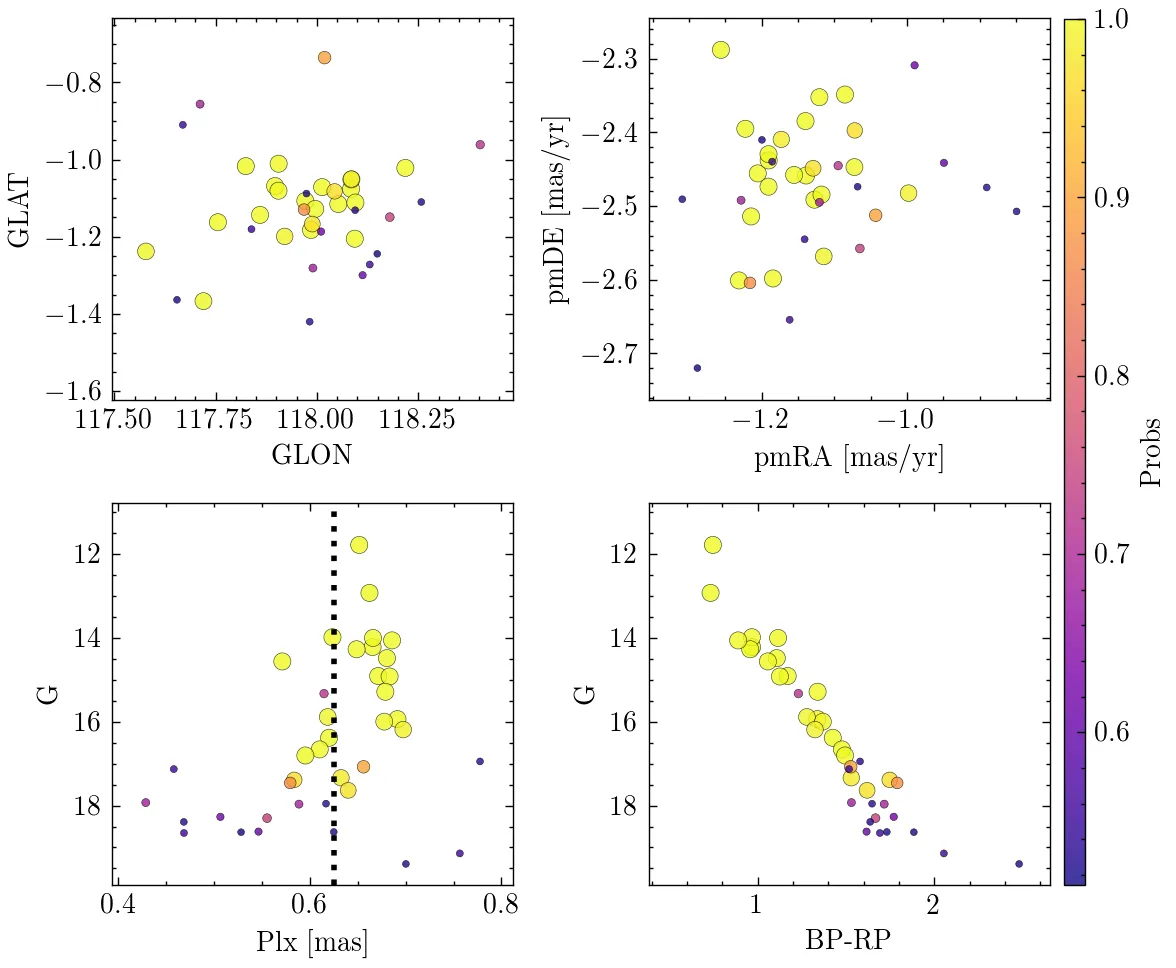 −0.8
−1.0
−1.2
−1.4
−1.6
GLAT
117.50 117.75 118.00 118.25
GLON
−2.3
−2.4
−2.5
−2.6
−2.7
pmDE [mas/yr]
−1.2 −1.0
pmRA [mas/yr]
12
14
16
18
G
0.4 0.6 0.8
Plx [mas]
12
14
16
18
G
1 2
BP-RP
1.0
0.9
0.8
0.7
0.6
Probs